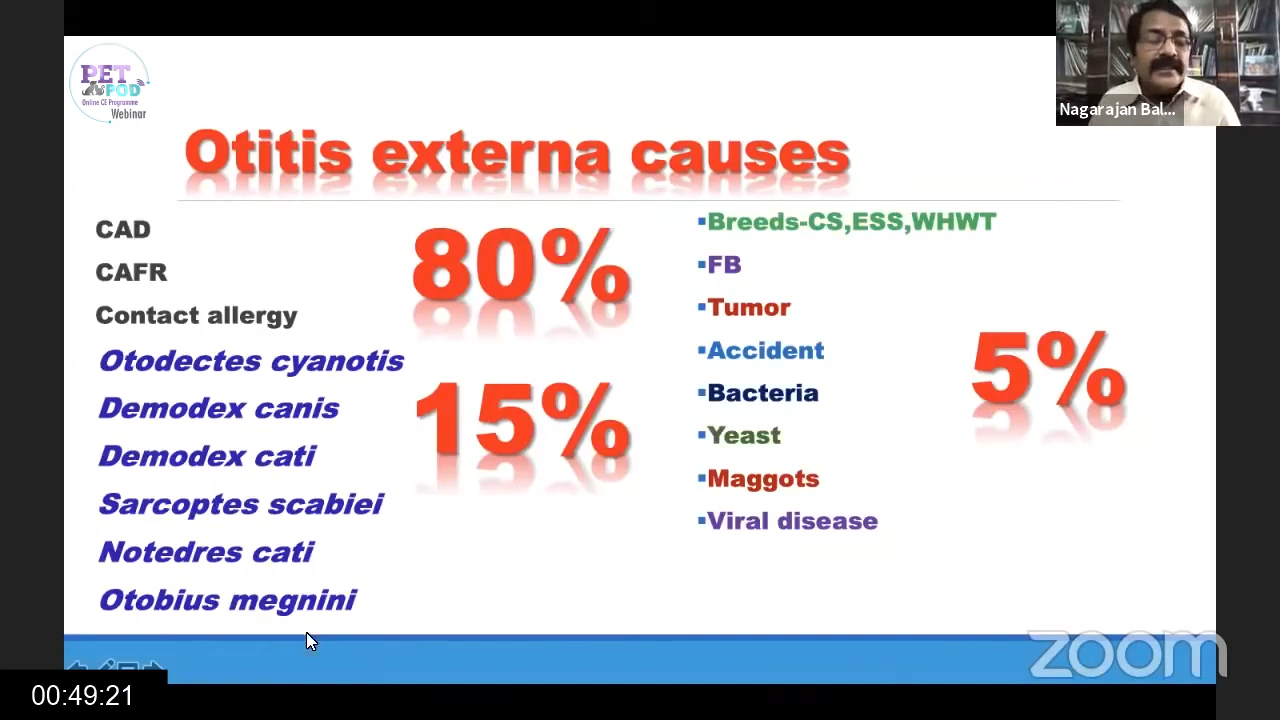 PET
POD
Online CE Programme
Webinar
Nagarajan Bal...
Otitis externa causes
CAD
CAFR
Contact allergy
80%
Otodectes cyanotis
Demodex canis
Demodex cati
Sarcoptes scabiei
Notedres cati
Otobius megnini
15%
▪Breeds-CS,ESS,WHWT
▪FB
▪Tumor
▪Accident
▪Bacteria
▪Yeast
▪Maggots
▪Viral disease
5%
zoom
00:49:21